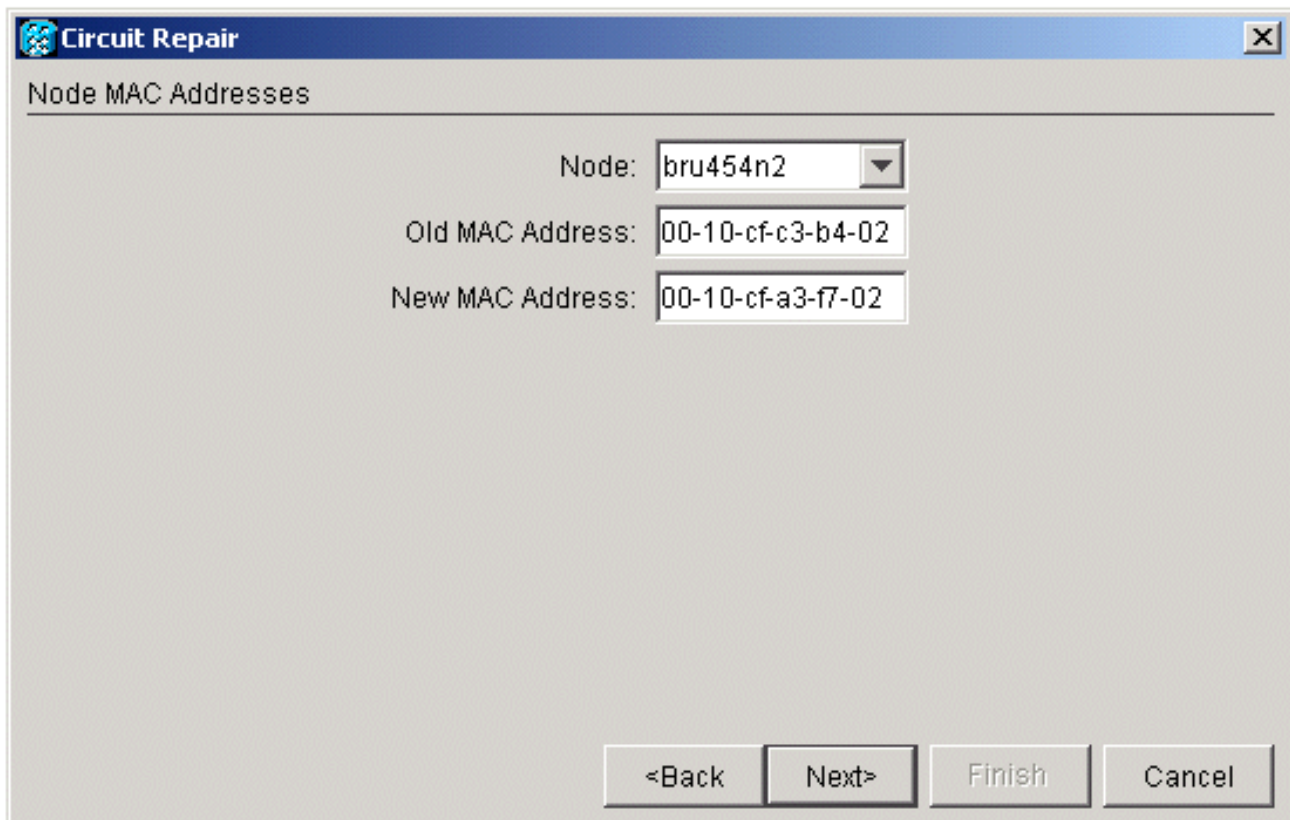 Circuit Repair
Node MAC Addresses
Node: bru454n2
Old MAC Address: 00-10-cf-c3-b4-02
New MAC Address: 00-10-cf-a3-f7-02
<Back Next> Finish Cancel